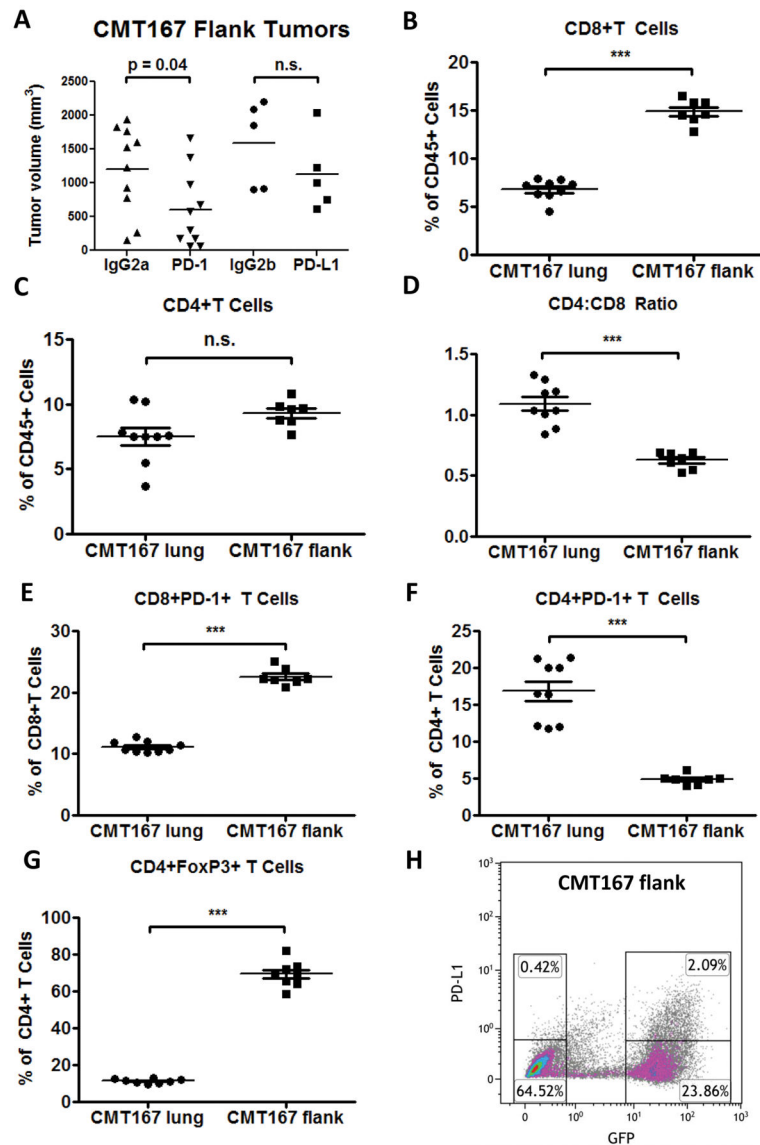 A
CMT167 Flank Tumors
p = 0.04
n.s.
Tumor volume (mm³)
2500
2000
1500
1000
500
0
IgG2a PD-1 IgG2b PD-L1
B
CD8+T Cells
***
% of CD45+ Cells
20
15
10
5
0
CMT167 lung CMT167 flank
C
CD4+T Cells
n.s.
% of CD45+ Cells
15
10
5
0
CMT167 lung CMT167 flank
D
CD4:CD8 Ratio
***
1.5
1.0
0.5
0.0
CMT167 lung CMT167 flank
E
CD8+PD-1+ T Cells
***
% of CD8+T Cells
30
20
10
0
CMT167 lung CMT167 flank
F
CD4+PD-1+ T Cells
***
% of CD4+ T Cells
25
20
15
10
5
0
CMT167 lung CMT167 flank
G
CD4+FoxP3+ T Cells
***
% of CD4+ T Cells
100
80
60
40
20
0
CMT167 lung CMT167 flank
H
CMT167 flank
PD-L1
10³
10²
10¹
10⁰
0
0.42%
2.09%
64.52%
23.86%
0 10⁰ 10¹ 10² 10³
GFP